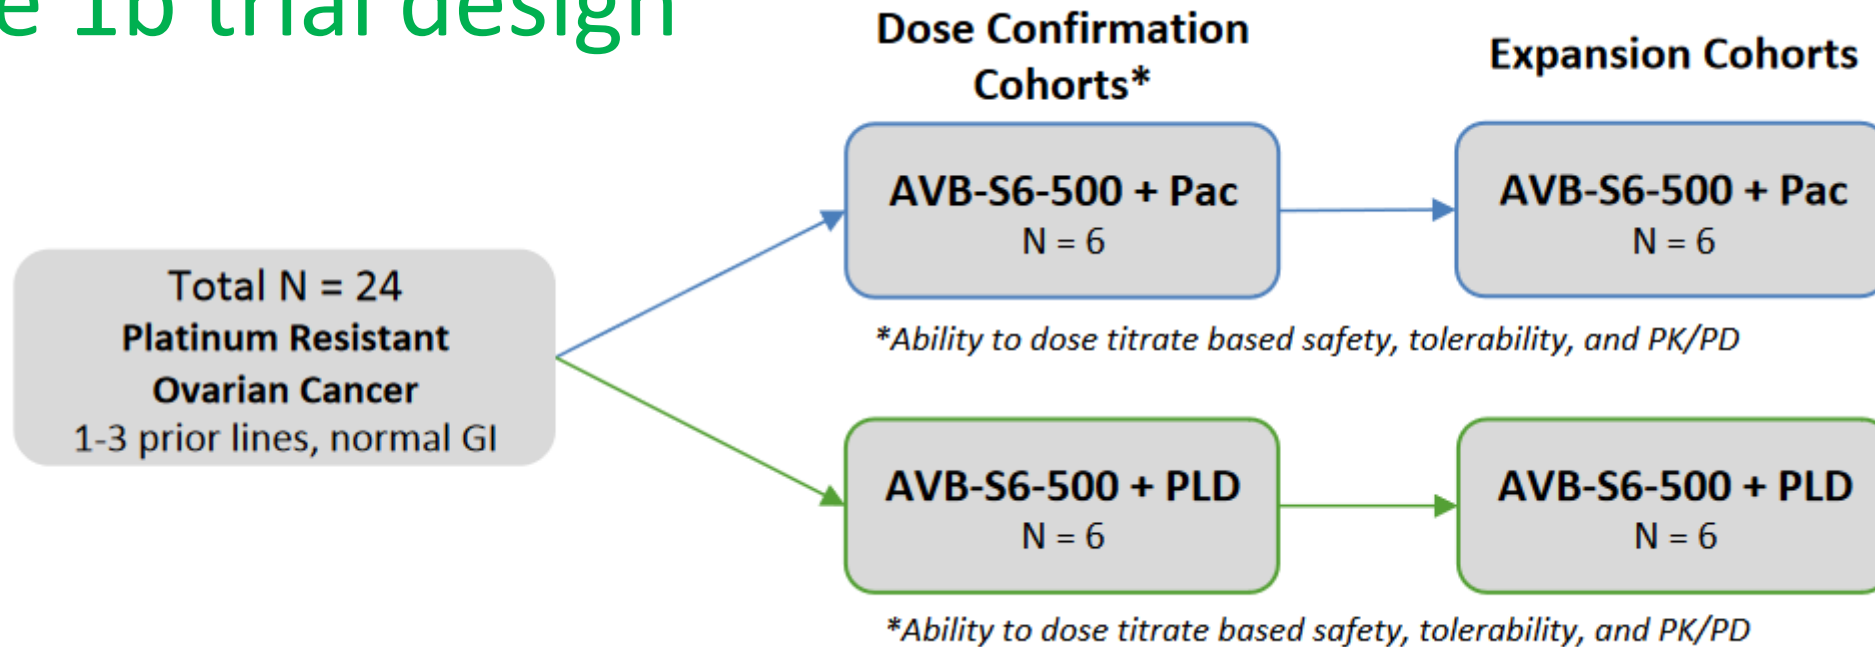 e 1b trial design
Dose Confirmation
Cohorts*
Expansion Cohorts
Total N = 24
Platinum Resistant
Ovarian Cancer
1-3 prior lines, normal GI
AVB-S6-500 + Pac
N = 6
AVB-S6-500 + Pac
N = 6
*Ability to dose titrate based safety, tolerability, and PK/PD
AVB-S6-500 + PLD
N = 6
AVB-S6-500 + PLD
N = 6
*Ability to dose titrate based safety, tolerability, and PK/PD